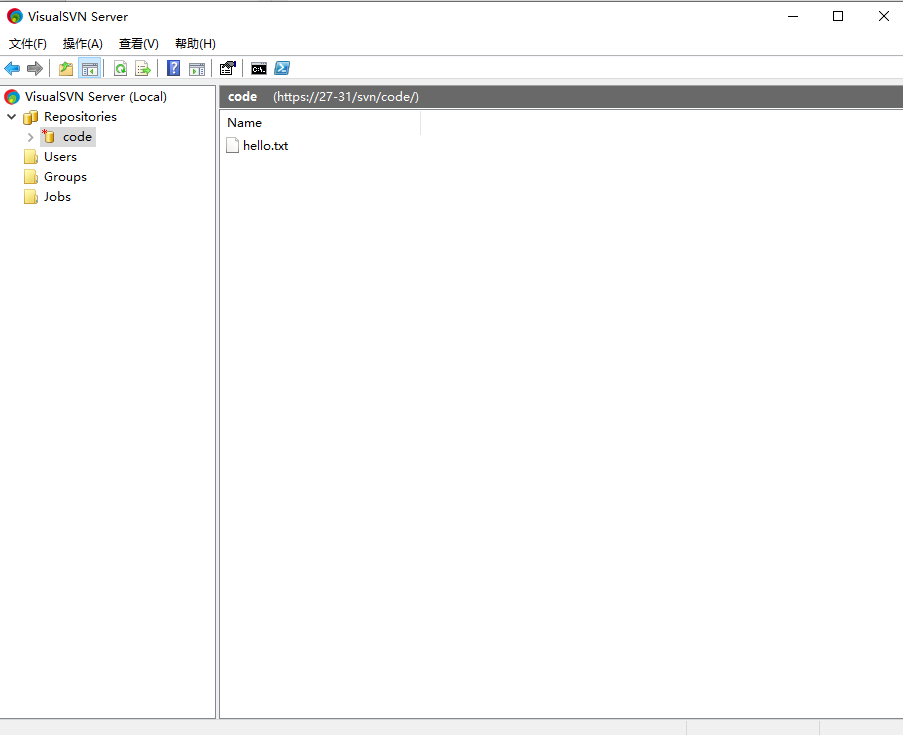 VisualSVN Server
文件(F) 操作(A) 查看(V) 帮助(H)
VisualSVN Server (Local)
Repositories
code
Users
Groups
Jobs
code (https://27-31/svn/code/)
Name
hello.txt